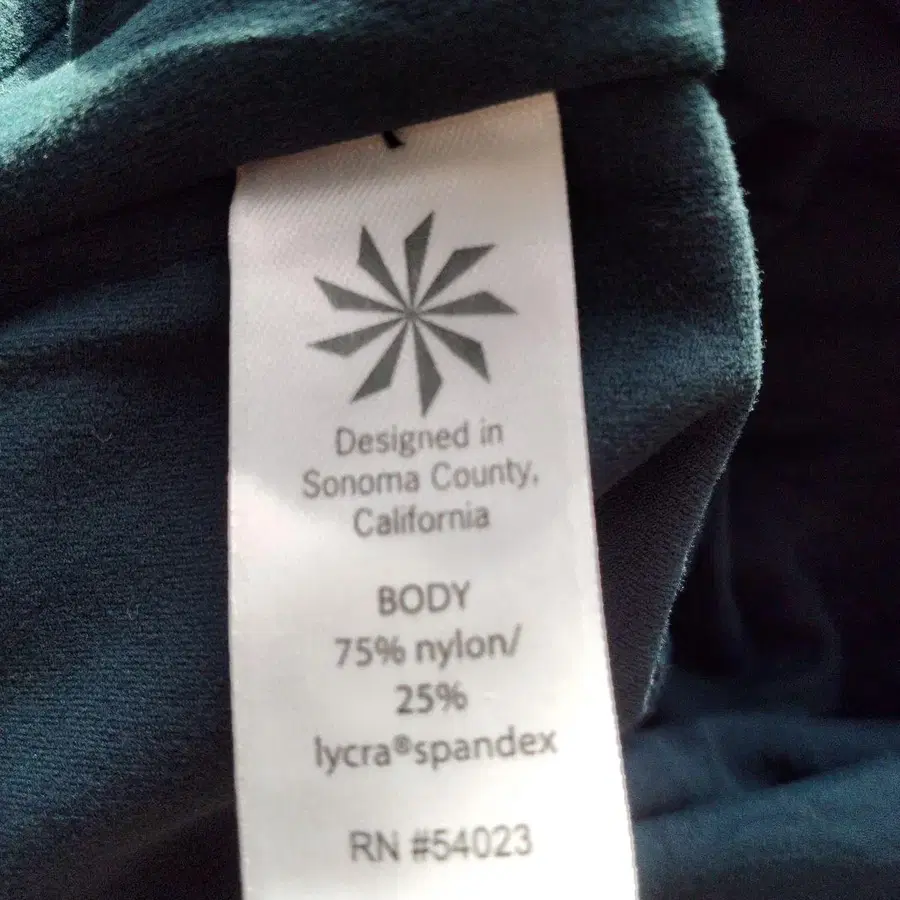 Designed in
Sonoma County,
California
BODY
75% nylon/
25%
lycra®spandex
RN #54023